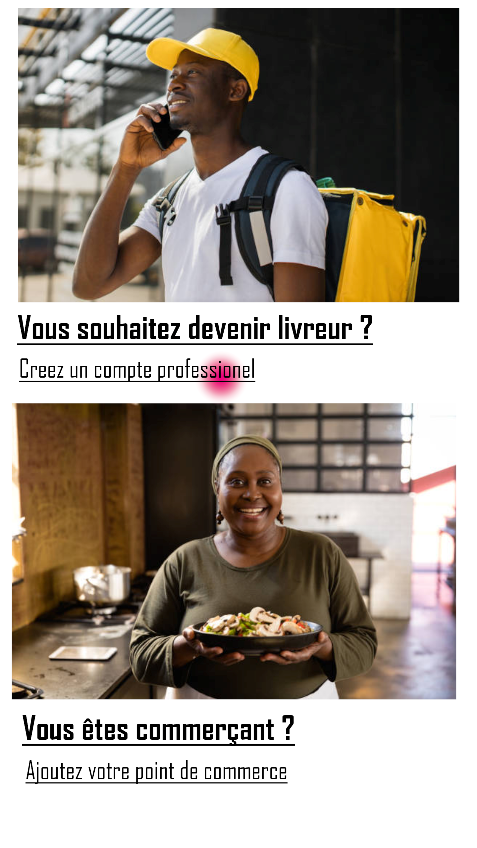 Vous souhaitez devenir livreur ?
Creez un compte professionel
Vous êtes commerçant ?
Ajoutez votre point de commerce